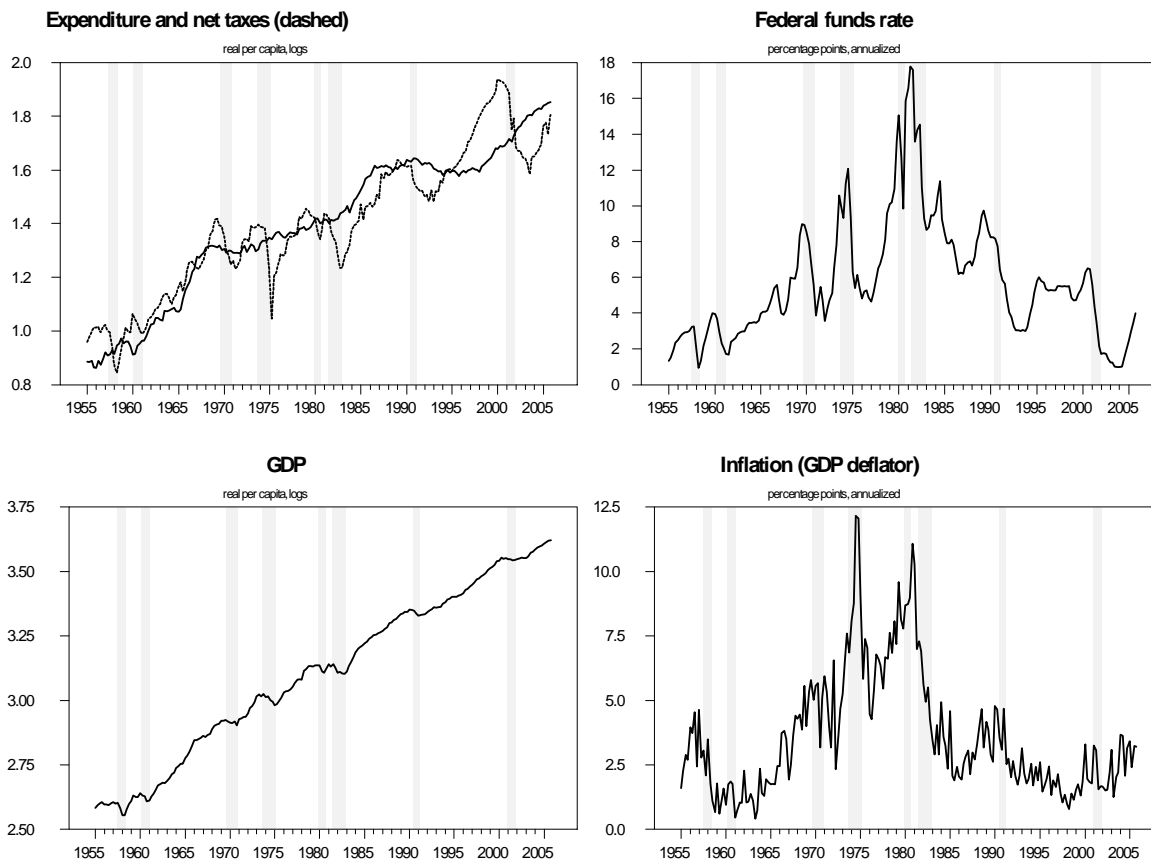 Expenditure and net taxes (dashed)
real per capita, logs
2.0
1.8
1.6
1.4
1.2
1.0
0.8
1955 1960 1965 1970 1975 1980 1985 1990 1995 2000 2005
Federal funds rate
percentage points, annualized
18
16
14
12
10
8
6
4
2
0
1955 1960 1965 1970 1975 1980 1985 1990 1995 2000 2005
GDP
real per capita, logs
3.75
3.50
3.25
3.00
2.75
2.50
1955 1960 1965 1970 1975 1980 1985 1990 1995 2000 2005
Inflation (GDP deflator)
percentage points, annualized
12.5
10.0
7.5
5.0
2.5
0.0
1955 1960 1965 1970 1975 1980 1985 1990 1995 2000 2005